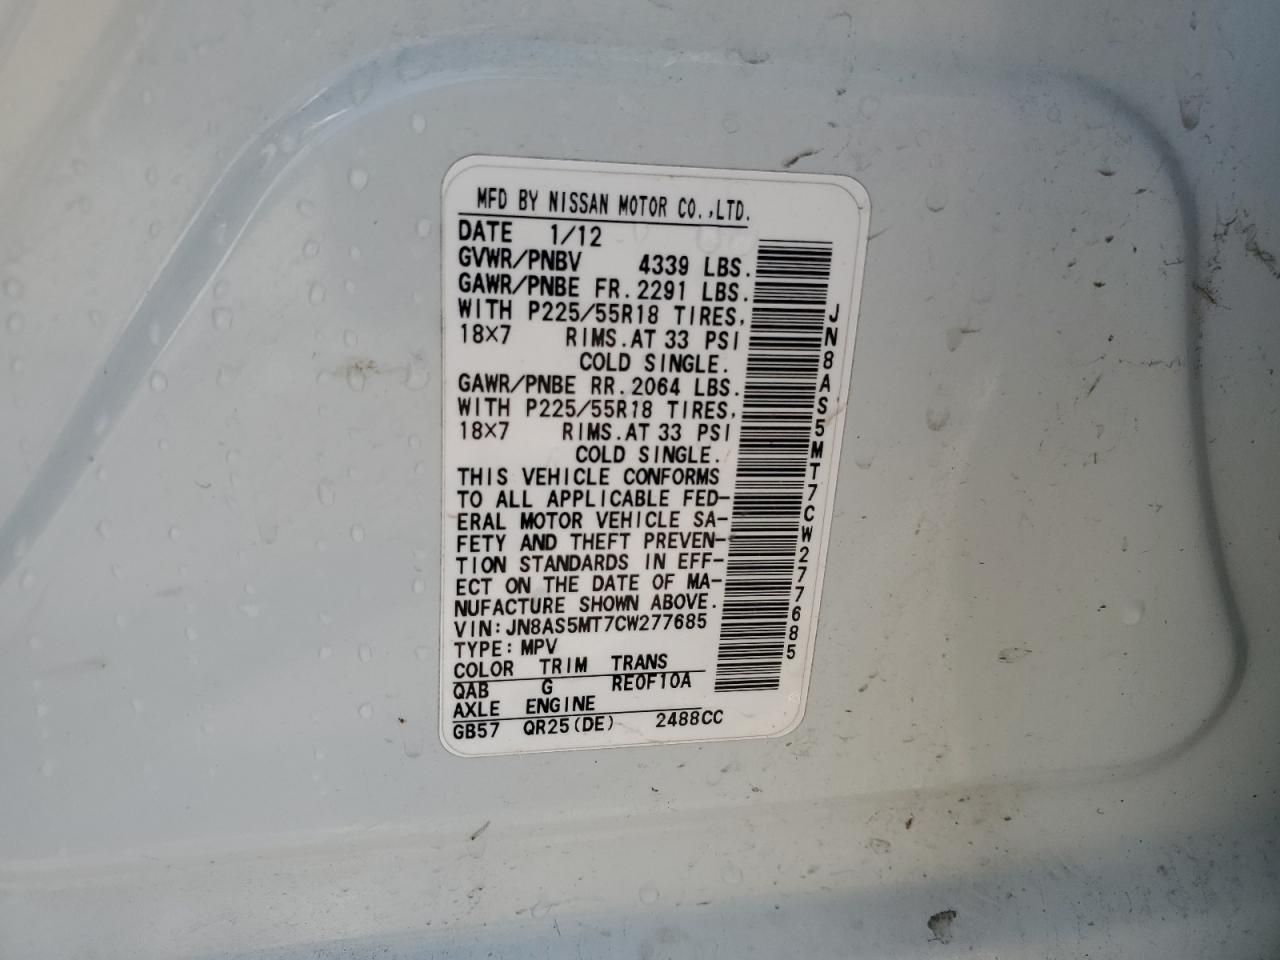 MFD BY NISSAN MOTOR CO.,LTD.
DATE 1/12
GVWR/PNBV 4339 LBS.
GAWR/PNBE FR.2291 LBS.
WITH P225/55R18 TIRES,
18X7 RIMS.AT 33 PSI
COLD SINGLE.
GAWR/PNBE RR.2064 LBS.
WITH P225/55R18 TIRES,
18X7 RIMS.AT 33 PSI
COLD SINGLE.
THIS VEHICLE CONFORMS
TO ALL APPLICABLE FED-
ERAL MOTOR VEHICLE SA-
FETY AND THEFT PREVEN-
TION STANDARDS IN EFF-
ECT ON THE DATE OF MA-
NUFACTURE SHOWN ABOVE.
VIN:JN8AS5MT7CW277685
TYPE:MPV
COLOR TRIM TRANS
QAB G RE0F10A
AXLE ENGINE
GB57 QR25(DE) 2488CC
JN8AS5MT7CW277685